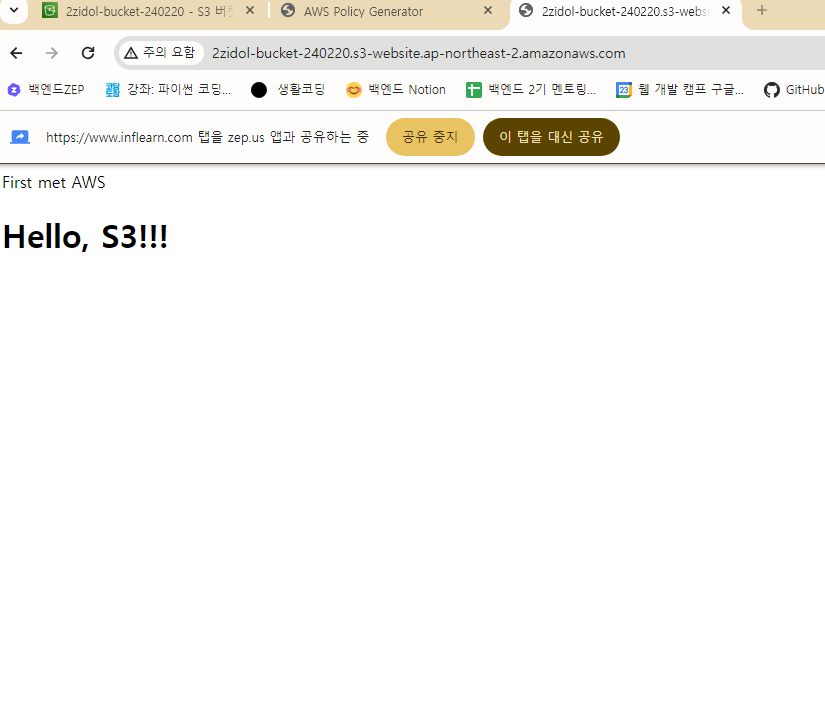 2zidol-bucket-240220 - S3 버킷
AWS Policy Generator
2zidol-bucket-240220.s3-websi
주의 요함
2zidol-bucket-240220.s3-website.ap-northeast-2.amazonaws.com
백엔드ZEP
강좌: 파이썬 코딩...
생활코딩
백엔드 Notion
백엔드 2기 멘토링...
23
웹 개발 캠프 구글...
GitHub
https://www.inflearn.com 탭을 zep.us 앱과 공유하는 중
공유 중지
이 탭을 대신 공유
First met AWS
Hello, S3!!!